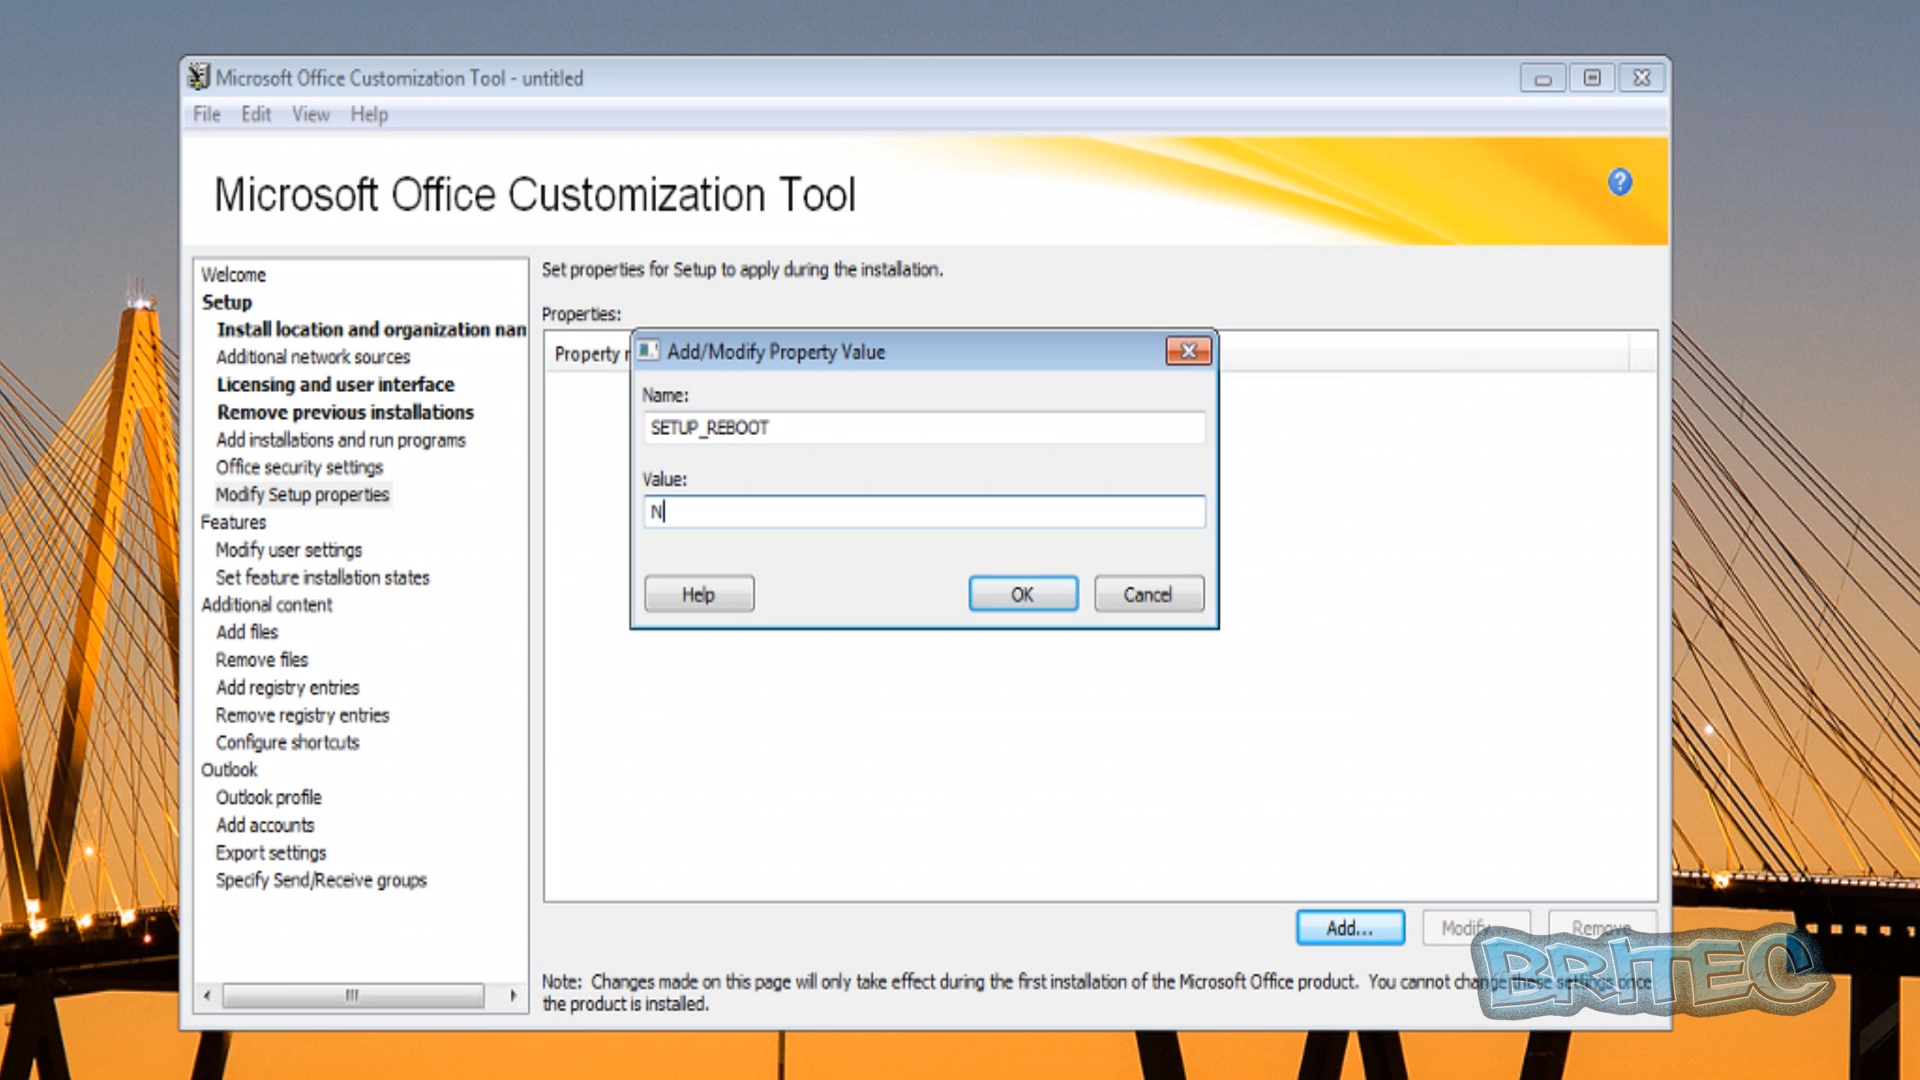 Microsoft Office Customization Tool - untitled
File Edit View Help
Microsoft Office Customization Tool
?
Welcome
Setup
Install location and organization nan
Additional network sources
Licensing and user interface
Remove previous installations
Add installations and run programs
Office security settings
Modify Setup properties
Features
Modify user settings
Set feature installation states
Additional content
Add files
Remove files
Add registry entries
Remove registry entries
Configure shortcuts
Outlook
Outlook profile
Add accounts
Export settings
Specify Send/Receive groups
Set properties for Setup to apply during the installation.
Properties:
Property
Add/Modify Property Value
Name:
SETUP_REBOOT
Value:
N
Help OK Cancel
Add... Modify... Remove
Note: Changes made on this page will only take effect during the first installation of the Microsoft Office product. You cannot change these settings once
the product is installed.
BRITEC